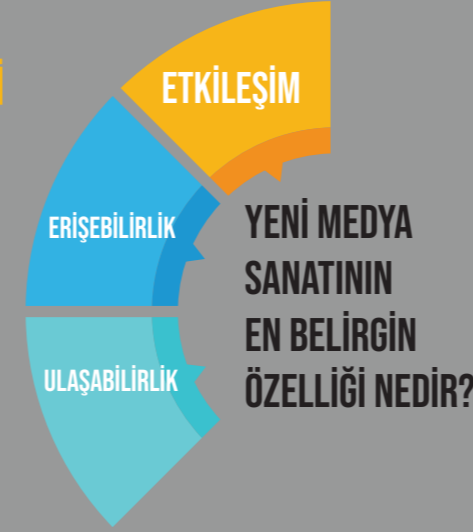 ETKİLEŞİM
ERİŞEBİLİRLİK
ULAŞABİLİRLİK
YENİ MEDYA
SANATININ
EN BELİRGİN
ÖZELLİĞİ NEDİR?